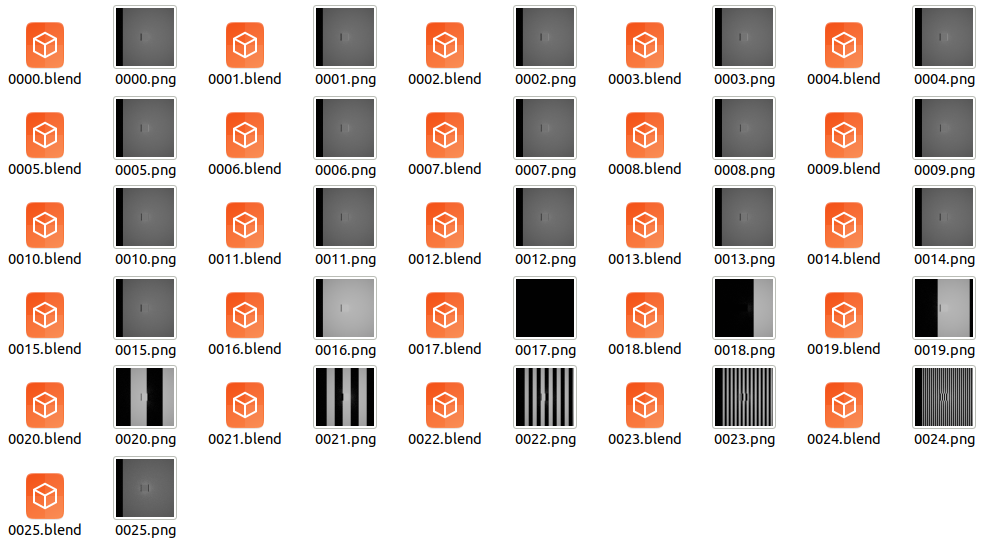 0000.blend 0000.png 0001.blend 0001.png 0002.blend 0002.png 0003.blend 0003.png 0004.blend 0004.png
0005.blend 0005.png 0006.blend 0006.png 0007.blend 0007.png 0008.blend 0008.png 0009.blend 0009.png
0010.blend 0010.png 0011.blend 0011.png 0012.blend 0012.png 0013.blend 0013.png 0014.blend 0014.png
0015.blend 0015.png 0016.blend 0016.png 0017.blend 0017.png 0018.blend 0018.png 0019.blend 0019.png
0020.blend 0020.png 0021.blend 0021.png 0022.blend 0022.png 0023.blend 0023.png 0024.blend 0024.png
0025.blend 0025.png